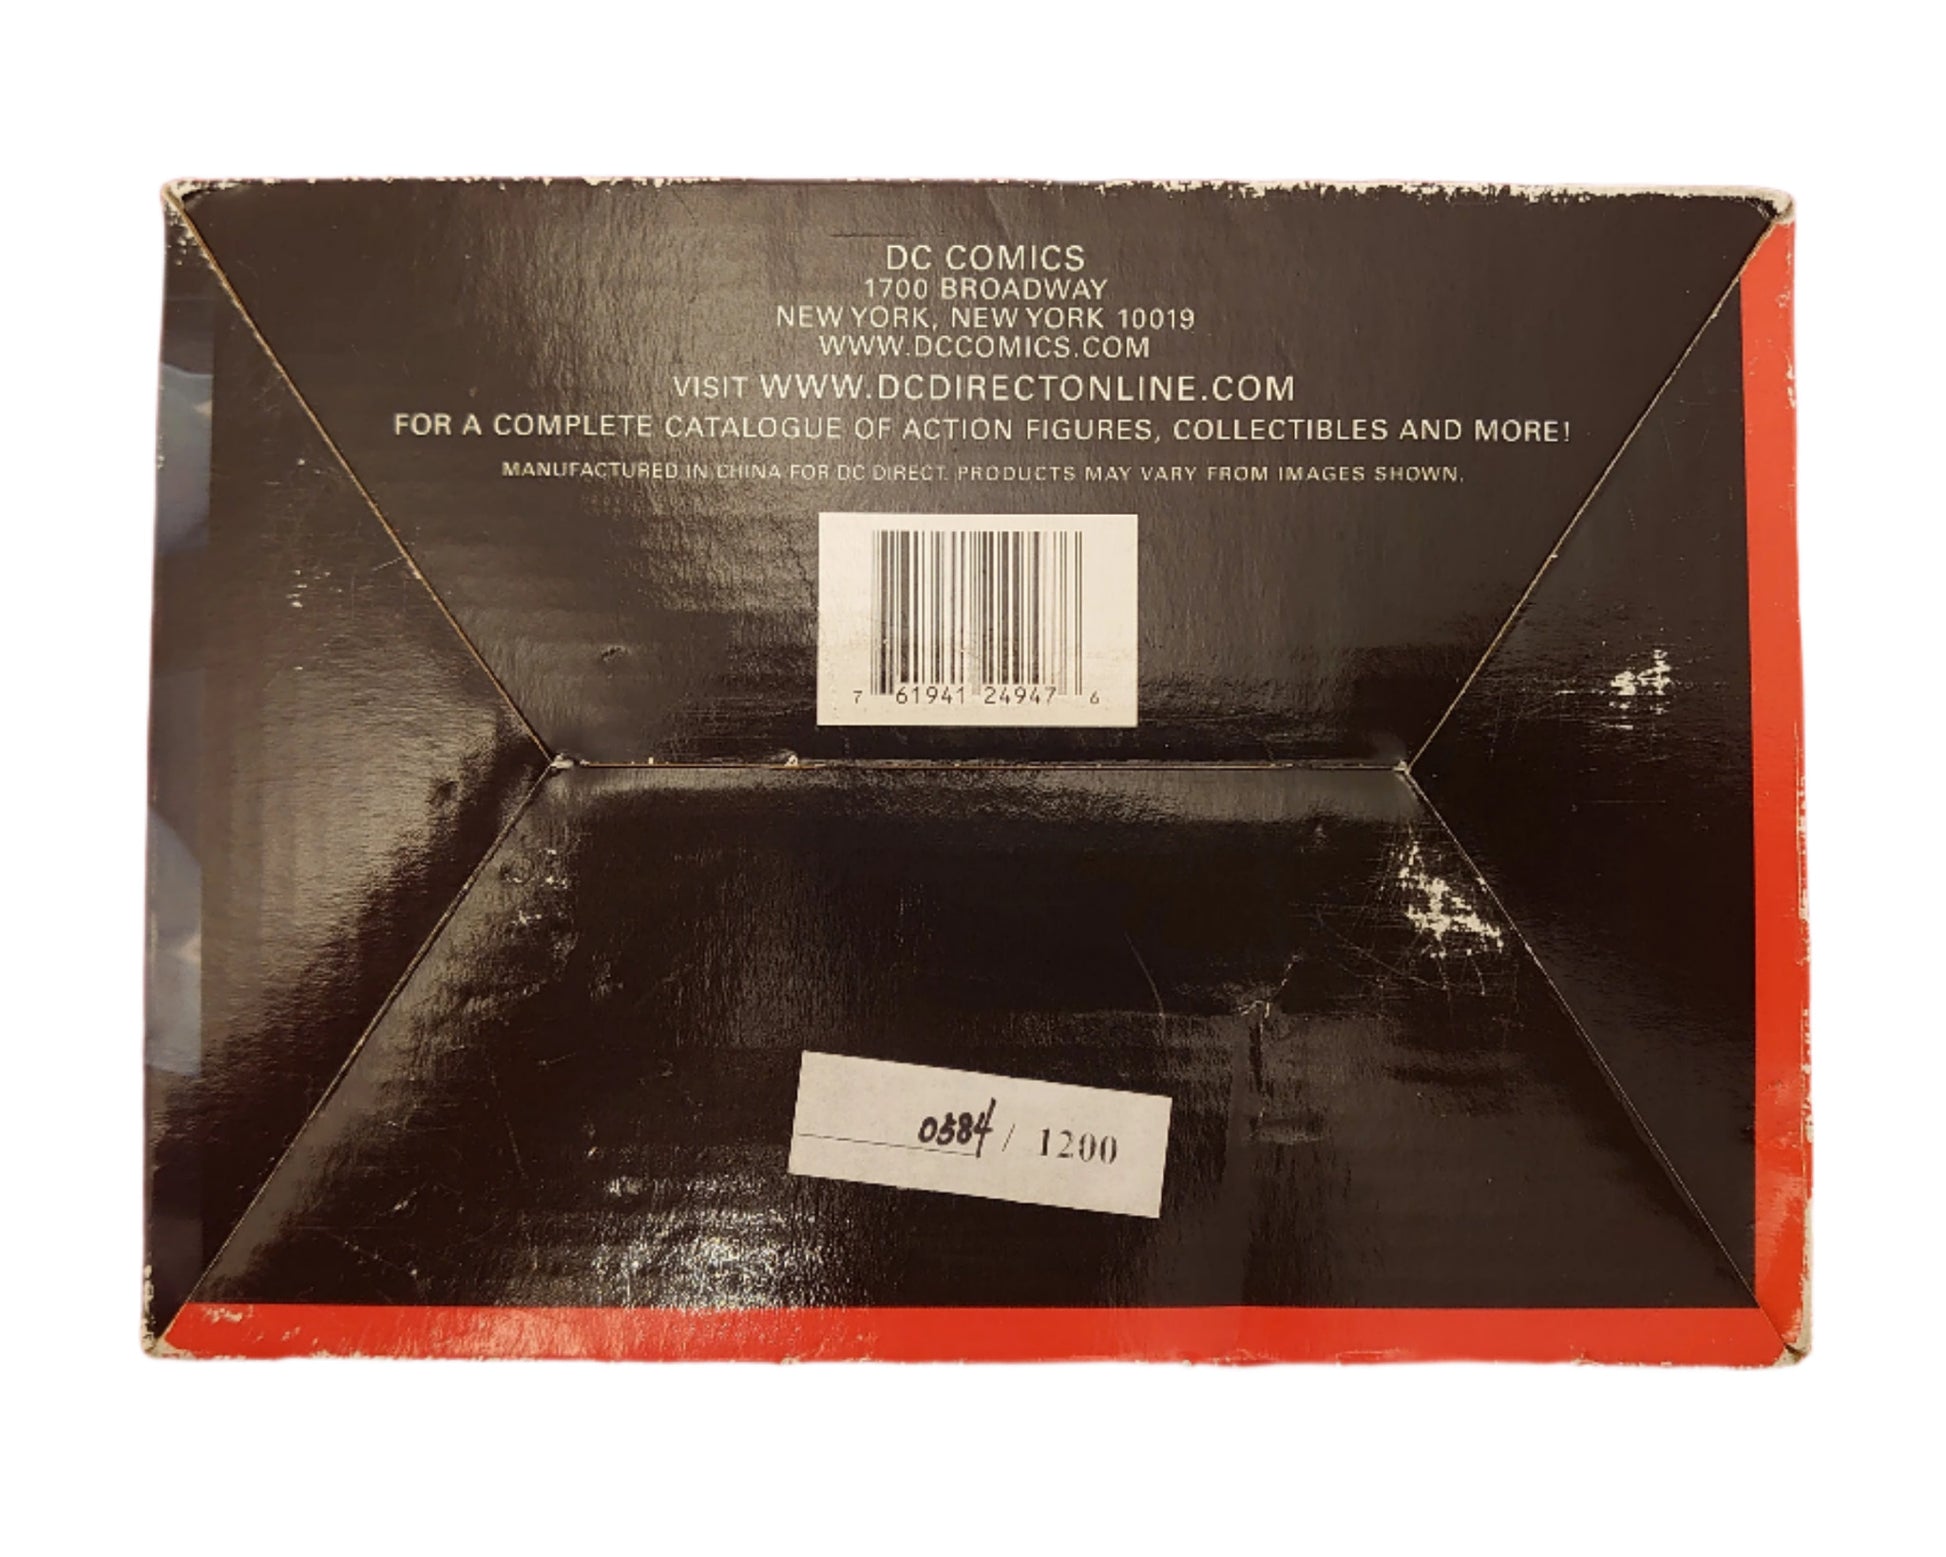 DC COMICS
1700 BROADWAY
NEW YORK, NEW YORK 10019
WWW.DCCOMICS.COM
VISIT WWW.DCDIRECTONLINE.COM
FOR A COMPLETE CATALOGUE OF ACTION FIGURES, COLLECTIBLES AND MORE!
MANUFACTURED IN CHINA FOR DC DIRECT. PRODUCTS MAY VARY FROM IMAGES SHOWN.
7 61941 24947 6
0384 / 1200